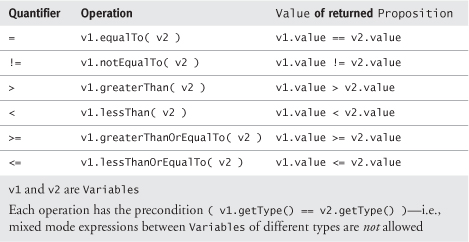 Quantifier Operation Value of returned Proposition
= v1.equalTo( v2 ) v1.value == v2.value
!= v1.notEqualTo( v2 ) v1.value != v2.value
> v1.greaterThan( v2 ) v1.value > v2.value
< v1.lessThan( v2 ) v1.value < v2.value
>= v1.greaterThanOrEqualTo( v2 ) v1.value >= v2.value
<= v1.lessThanOrEqualTo( v2 ) v1.value <= v2.value
v1 and v2 are Variables
Each operation has the precondition ( v1.getType() == v2.getType() )—i.e.,
mixed mode expressions between Variables of different types are not allowed